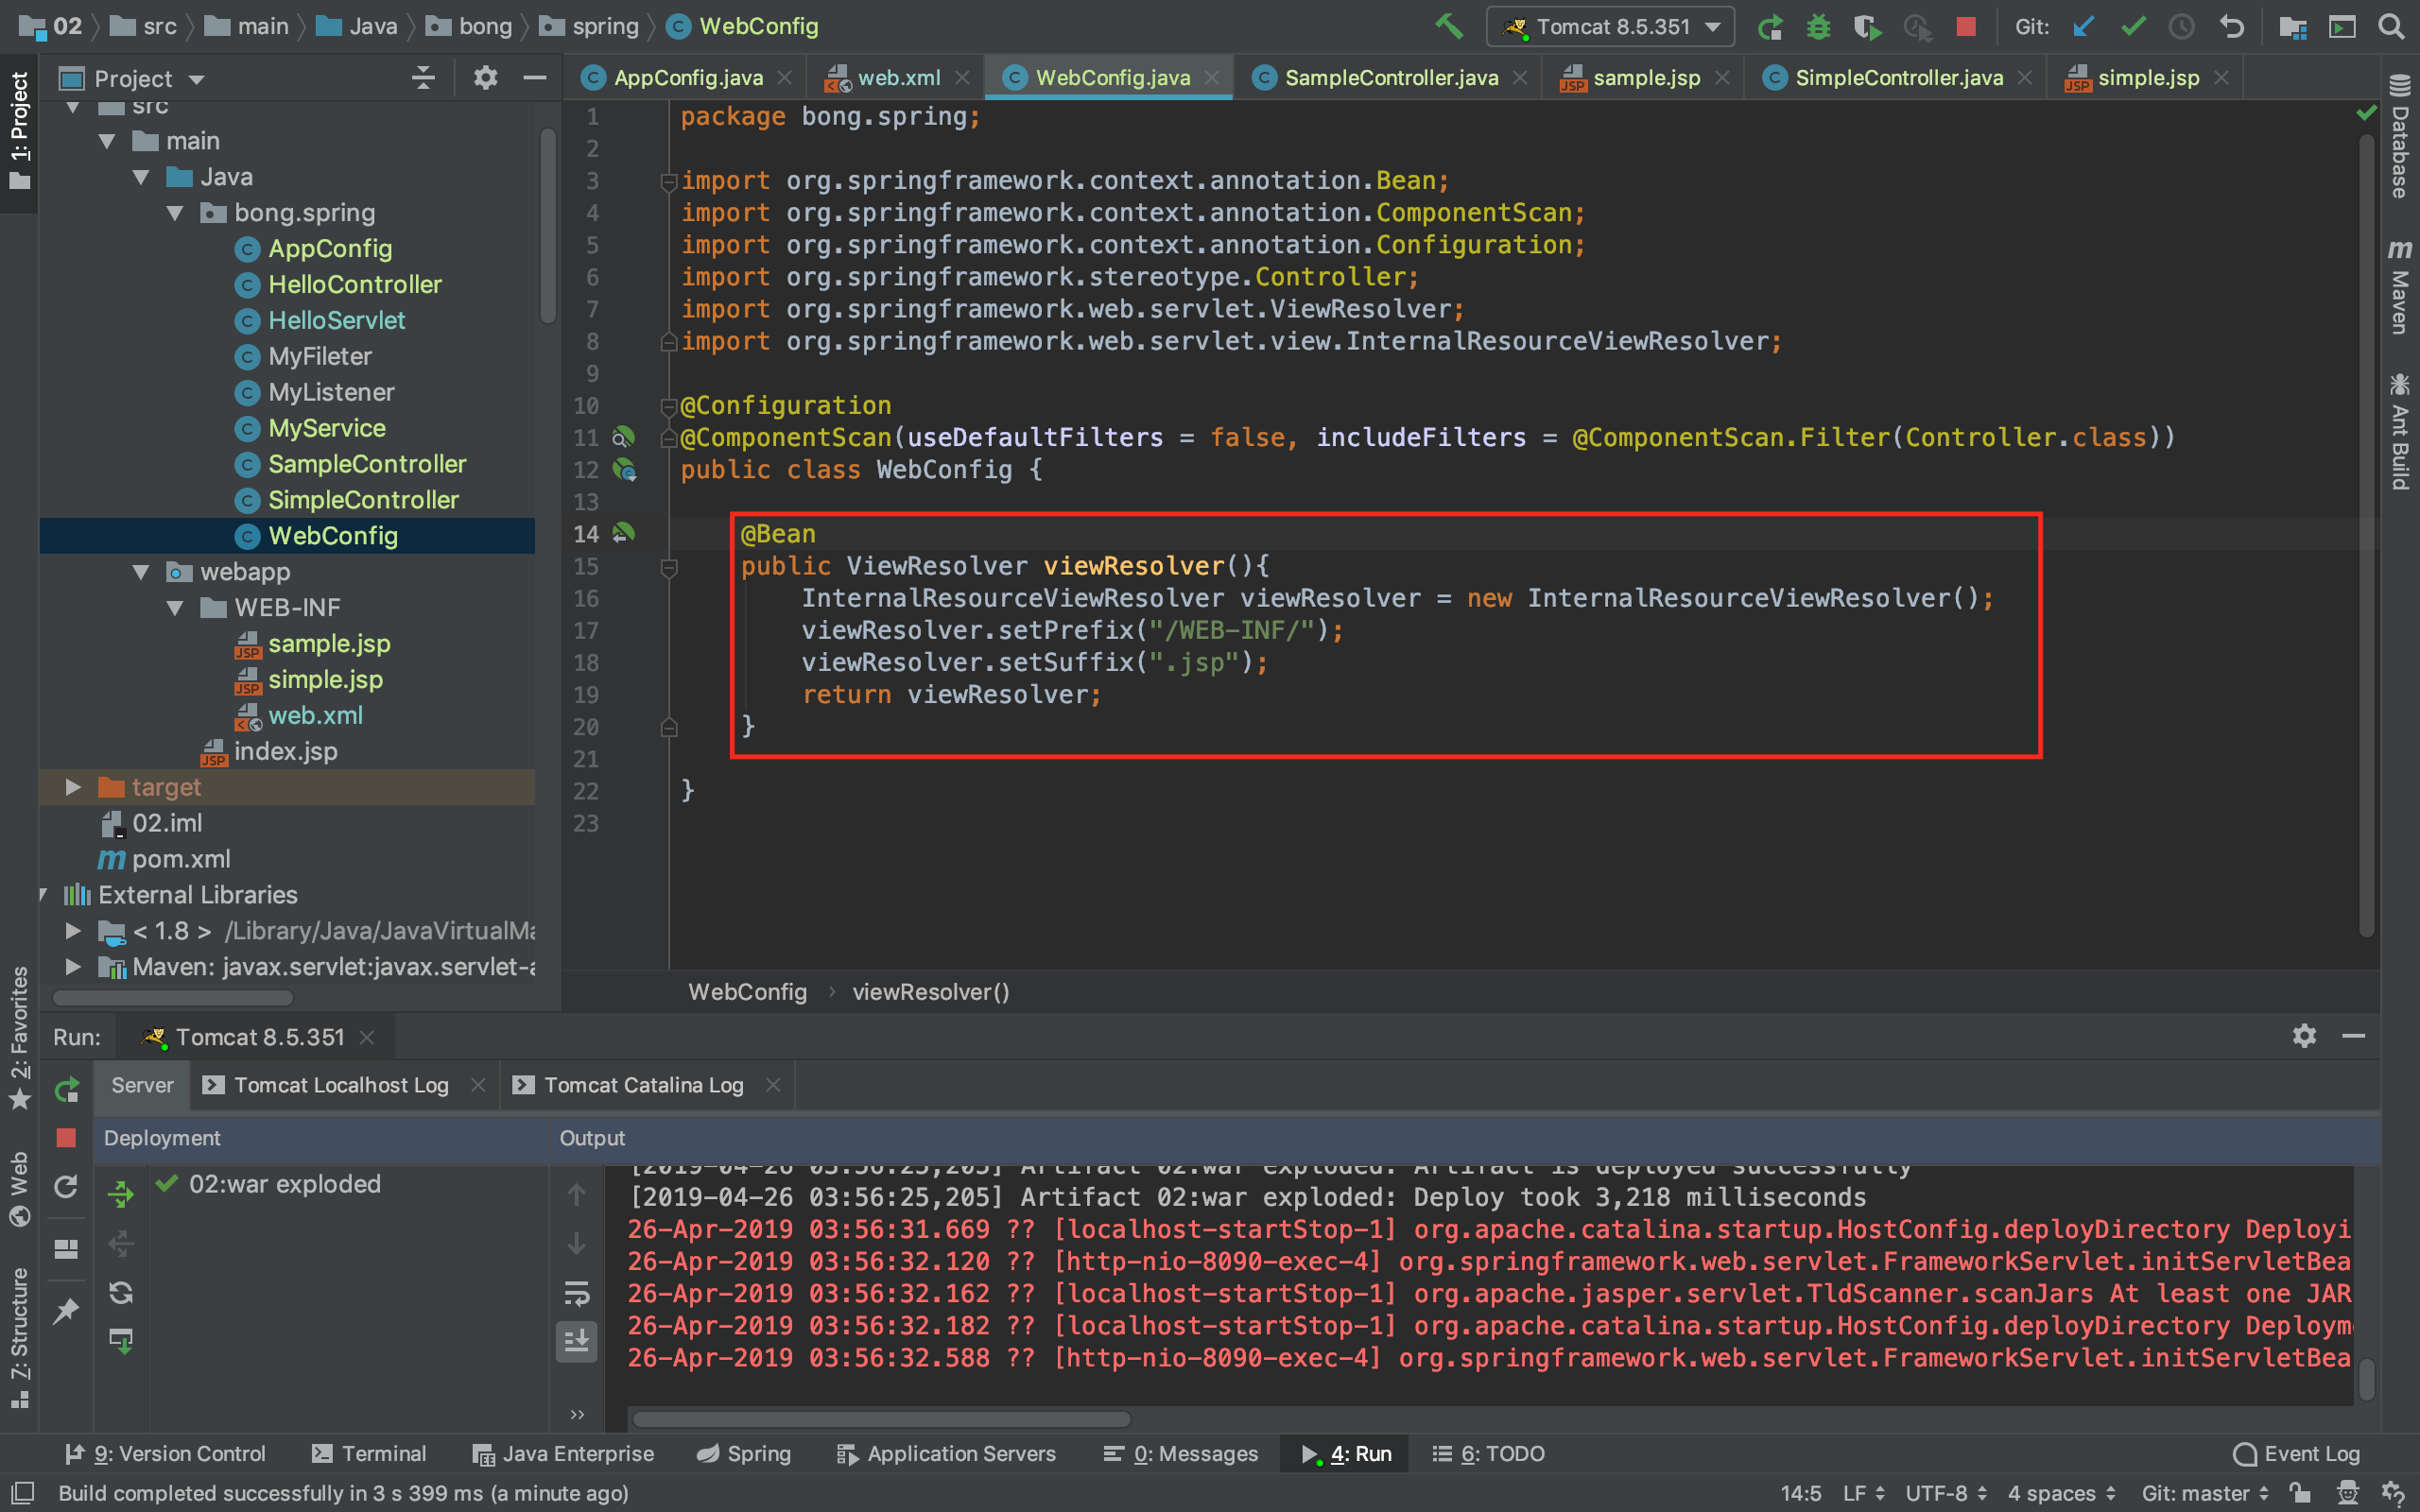 02 src main Java bong spring WebConfig
Tomcat 8.5.351 Git:
Project
AppConfig.java web.xml WebConfig.java SampleController.java sample.jsp SimpleController.java simple.jsp
1: Project
2: Favorites
Web
7: Structure
src
main
Java
bong.spring
AppConfig
HelloController
HelloServlet
MyFileter
MyListener
MyService
SampleController
SimpleController
WebConfig
webapp
WEB-INF
sample.jsp
simple.jsp
web.xml
index.jsp
target
02.iml
pom.xml
External Libraries
< 1.8 > /Library/Java/JavaVirtualMa
Maven: javax.servlet:javax.servlet-a
1 package bong.spring;
2
3 import org.springframework.context.annotation.Bean;
4 import org.springframework.context.annotation.ComponentScan;
5 import org.springframework.context.annotation.Configuration;
6 import org.springframework.stereotype.Controller;
7 import org.springframework.web.servlet.ViewResolver;
8 import org.springframework.web.servlet.view.InternalResourceViewResolver;
9
10 @Configuration
11 @ComponentScan(useDefaultFilters = false, includeFilters = @ComponentScan.Filter(Controller.class))
12 public class WebConfig {
13
14 @Bean
15 public ViewResolver viewResolver(){
16 InternalResourceViewResolver viewResolver = new InternalResourceViewResolver();
17 viewResolver.setPrefix("/WEB-INF/");
18 viewResolver.setSuffix(".jsp");
19 return viewResolver;
20 }
21
22 }
23
WebConfig › viewResolver()
Database
Maven
Ant Build
Run: Tomcat 8.5.351
Server Tomcat Localhost Log Tomcat Catalina Log
Deployment Output
02:war exploded
[2019-04-26 03:56:25,205] Artifact 02:war exploded: Artifact is deployed successfully
[2019-04-26 03:56:25,205] Artifact 02:war exploded: Deploy took 3,218 milliseconds
26-Apr-2019 03:56:31.669 ?? [localhost-startStop-1] org.apache.catalina.startup.HostConfig.deployDirectory Deployi
26-Apr-2019 03:56:32.120 ?? [http-nio-8090-exec-4] org.springframework.web.servlet.FrameworkServlet.initServletBea
26-Apr-2019 03:56:32.162 ?? [localhost-startStop-1] org.apache.jasper.servlet.TldScanner.scanJars At least one JAR
26-Apr-2019 03:56:32.182 ?? [localhost-startStop-1] org.apache.catalina.startup.HostConfig.deployDirectory Deploym
26-Apr-2019 03:56:32.588 ?? [http-nio-8090-exec-4] org.springframework.web.servlet.FrameworkServlet.initServletBea
9: Version Control Terminal Java Enterprise Spring Application Servers 0: Messages 4: Run 6: TODO Event Log
Build completed successfully in 3 s 399 ms (a minute ago) 14:5 LF UTF-8 4 spaces Git: master